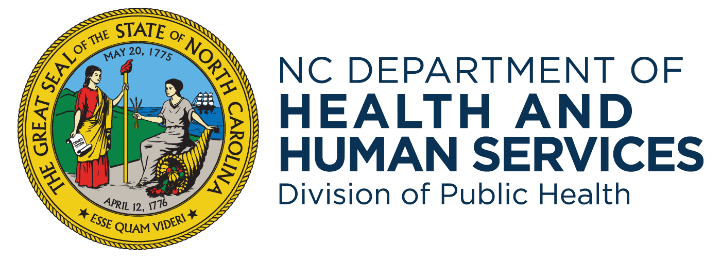 THE GREAT SEAL OF THE STATE OF NORTH CAROLINA
MAY 20, 1775
APRIL 12, 1776
★ ESSE QUAM VIDERI ★
NC DEPARTMENT OF
HEALTH AND
HUMAN SERVICES
Division of Public Health